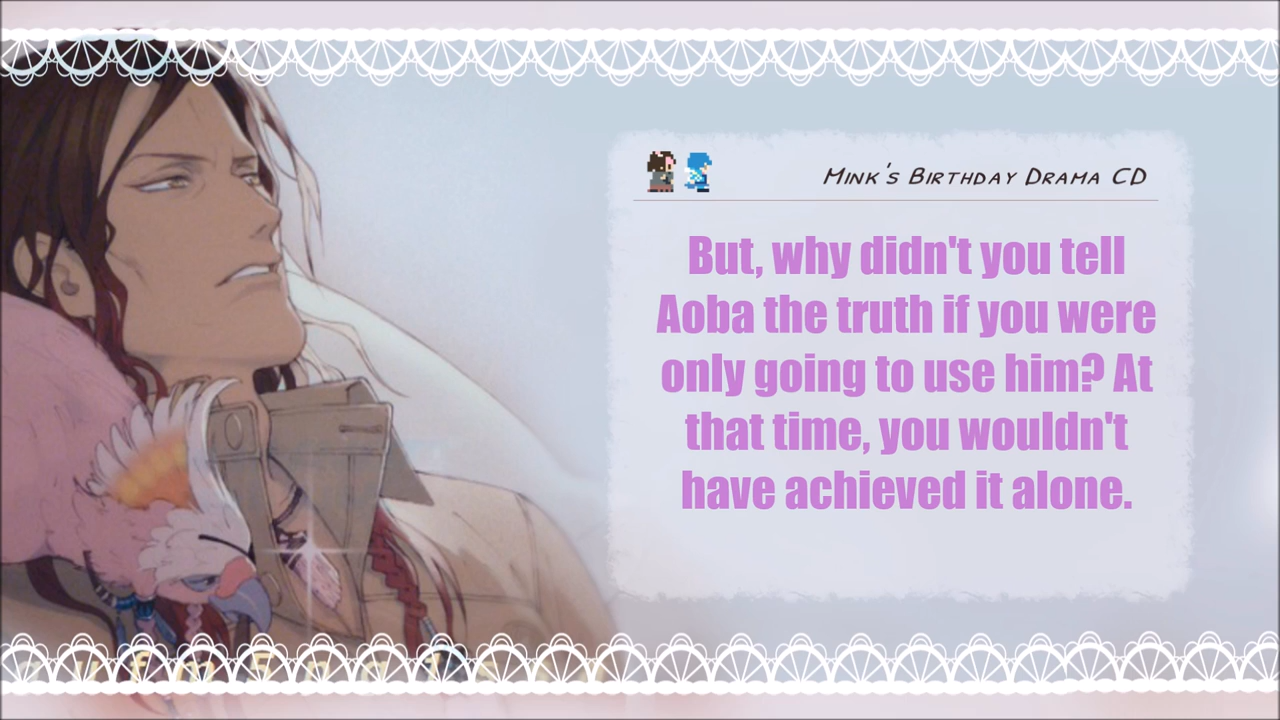 Mink's Birthday Drama CD
But, why didn't you tell
Aoba the truth if you were
only going to use him? At
that time, you wouldn't
have achieved it alone.